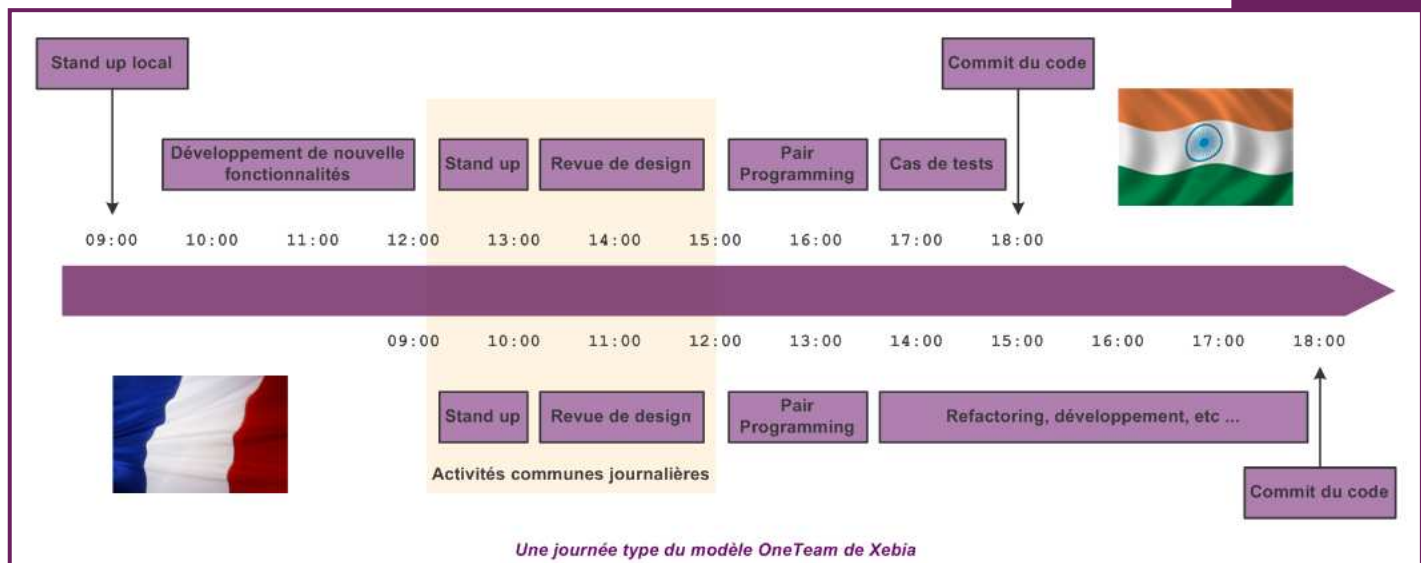 Stand up local
Commit du code
Développement de nouvelle
fonctionnalités
Stand up
Revue de design
Pair
Programming
Cas de tests
09:00 10:00 11:00 12:00 13:00 14:00 15:00 16:00 17:00 18:00
09:00 10:00 11:00 12:00 13:00 14:00 15:00 16:00 17:00 18:00
Stand up
Revue de design
Pair
Programming
Refactoring, développement, etc ...
Activités communes journalières
Commit du code
Une journée type du modèle OneTeam de Xebia